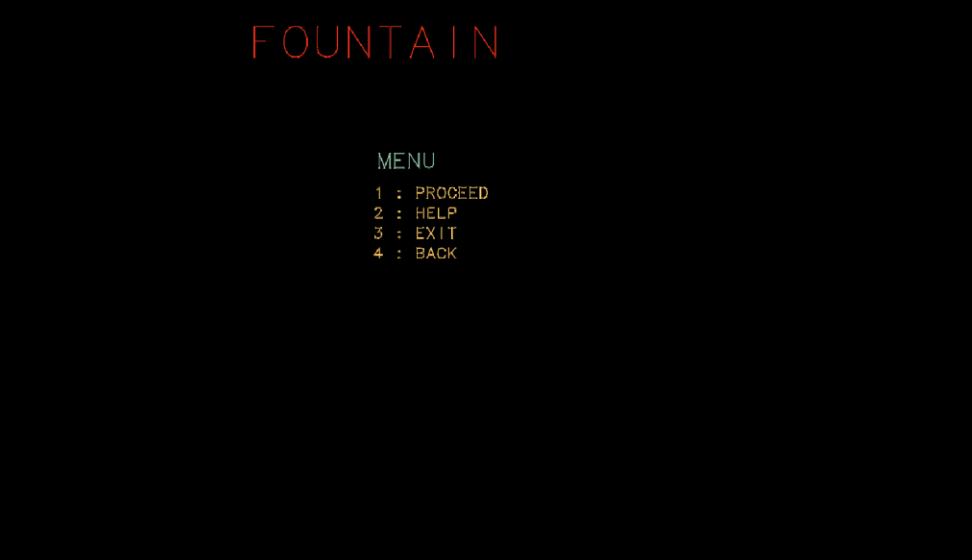 FOUNTAIN
MENU
1 : PROCEED
2 : HELP
3 : EXIT
4 : BACK